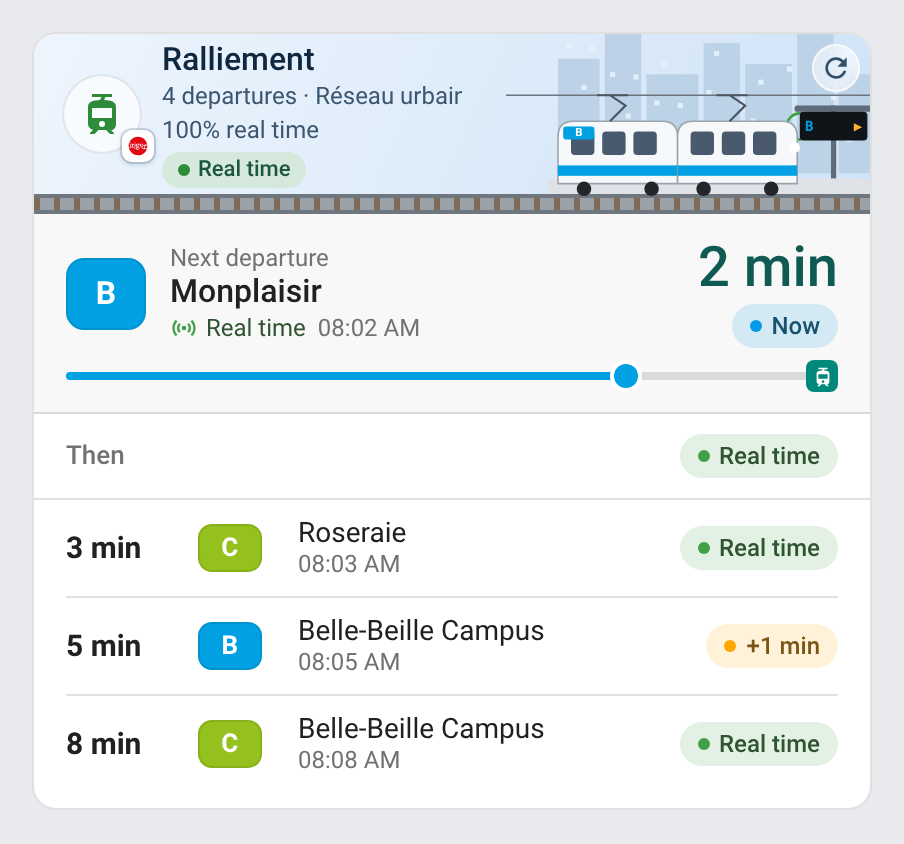 Ralliement
4 departures · Réseau urbair
100% real time
Real time
B
B
B
Next departure
Monplaisir
Real time 08:02 AM
2 min
Now
Then
Real time
3 min
C
Roseraie
08:03 AM
Real time
5 min
B
Belle-Beille Campus
08:05 AM
+1 min
8 min
C
Belle-Beille Campus
08:08 AM
Real time